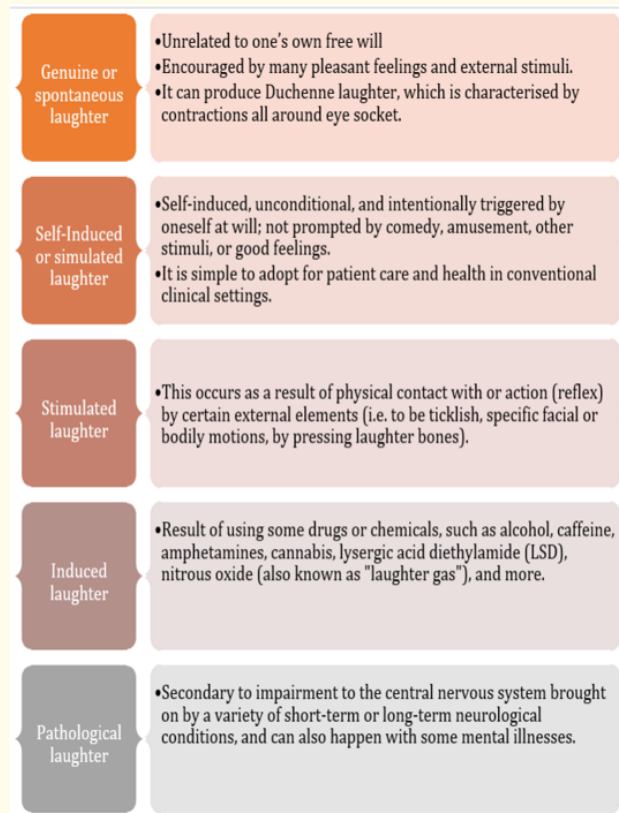 Genuine or
spontaneous
laughter
•Unrelated to one's own free will
•Encouraged by many pleasant feelings and external stimuli.
•It can produce Duchenne laughter, which is characterised by
contractions all around eye socket.
Self-Induced
or simulated
laughter
•Self-induced, unconditional, and intentionally triggered by
oneself at will; not prompted by comedy, amusement, other
stimuli, or good feelings.
•It is simple to adopt for patient care and health in conventional
clinical settings.
Stimulated
laughter
•This occurs as a result of physical contact with or action (reflex)
by certain external elements (i.e. to be ticklish, specific facial or
bodily motions, by pressing laughter bones).
Induced
laughter
•Result of using some drugs or chemicals, such as alcohol, caffeine,
amphetamines, cannabis, lysergic acid diethylamide (LSD),
nitrous oxide (also known as "laughter gas"), and more.
Pathological
laughter
•Secondary to impairment to the central nervous system brought
on by a variety of short-term or long-term neurological
conditions, and can also happen with some mental illnesses.